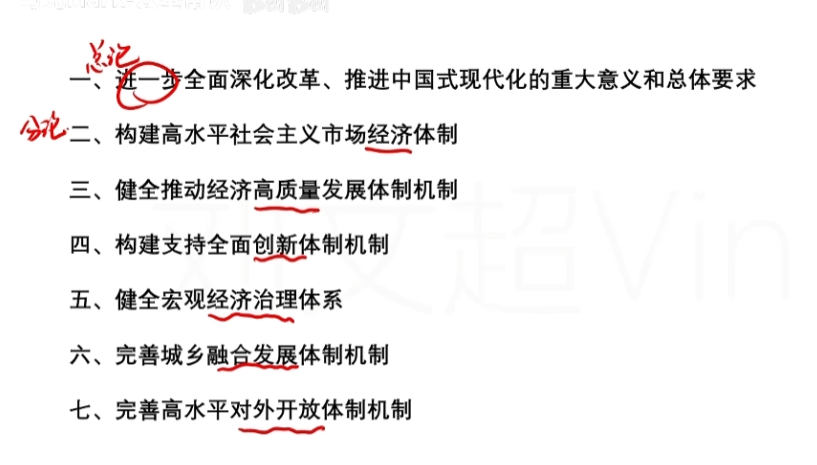 总论
一、进一步全面深化改革、推进中国式现代化的重大意义和总体要求
分论
二、构建高水平社会主义市场经济体制
三、健全推动经济高质量发展体制机制
四、构建支持全面创新体制机制
五、健全宏观经济治理体系
六、完善城乡融合发展体制机制
七、完善高水平对外开放体制机制
文超Vin